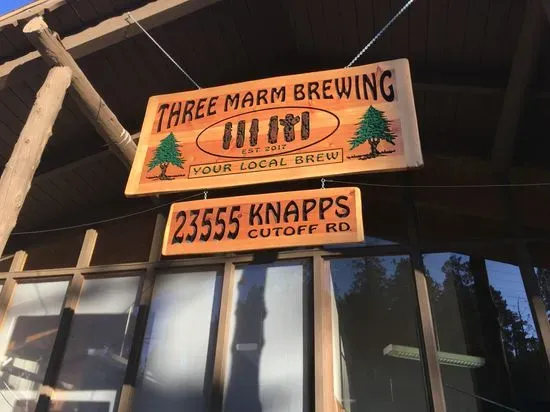 THREE MARM BREWING
EST. 2017
YOUR LOCAL BREW
23555 KNAPPS
CUTOFF RD.